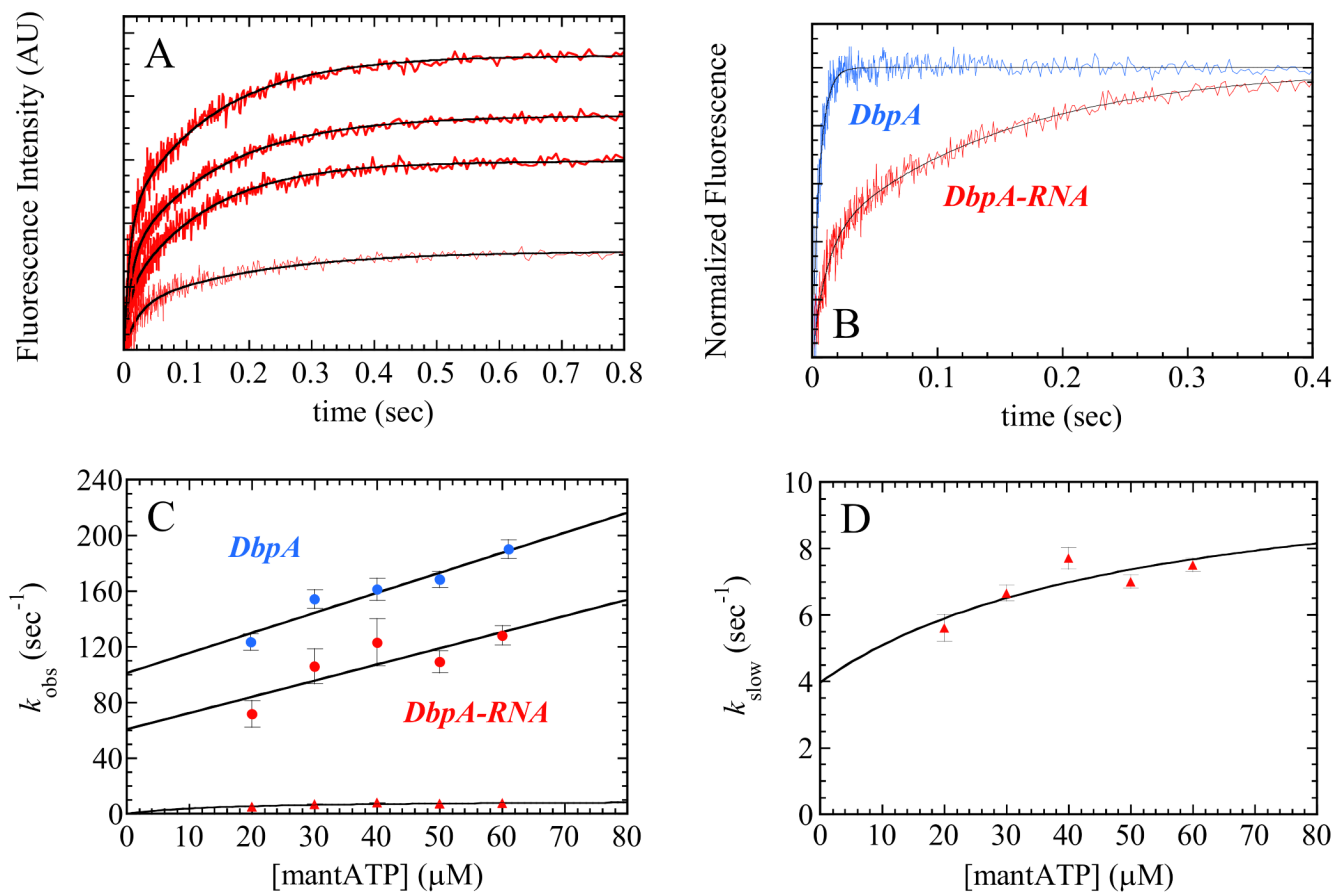 A
Fluorescence Intensity (AU)
0 0.1 0.2 0.3 0.4 0.5 0.6 0.7 0.8
time (sec)
B
Normalized Fluorescence
DbpA
DbpA-RNA
0 0.1 0.2 0.3 0.4
time (sec)
C
k_obs (sec⁻¹)
240
200
160
120
80
40
0
DbpA
DbpA-RNA
0 10 20 30 40 50 60 70 80
[mantATP] (μM)
D
k_slow (sec⁻¹)
10
8
6
4
2
0
0 10 20 30 40 50 60 70 80
[mantATP] (μM)